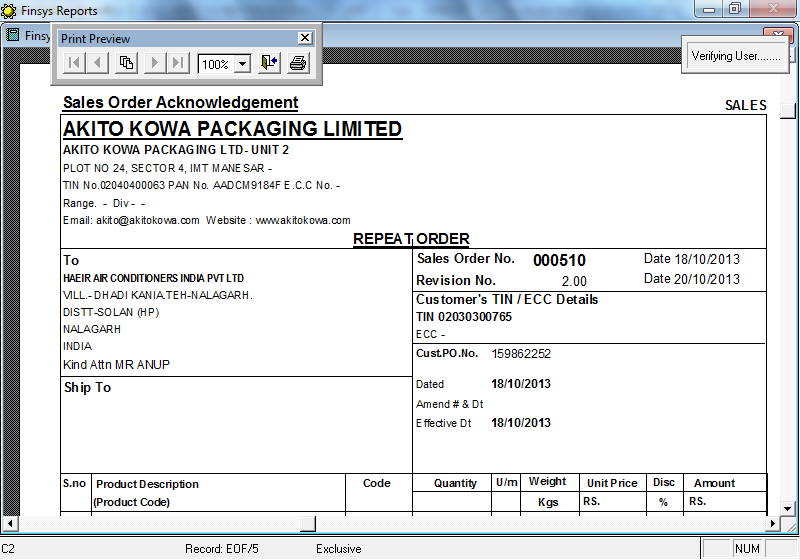 Finsys Reports
Finsy
Print Preview
100%
Verifying User........
Sales Order Acknowledgement
SALES
AKITO KOWA PACKAGING LIMITED
AKITO KOWA PACKAGING LTD- UNIT 2
PLOT NO 24, SECTOR 4, IMT MANESAR -
TIN No.02040400063 PAN No. AADCM9184F E.C.C No. -
Range. - Div - -
Email: akito@akitokowa.com Website : www.akitokowa.com
REPEAT ORDER
To
Sales Order No. 000510 Date 18/10/2013
HAEIR AIR CONDITIONERS INDIA PVT LTD
Revision No. 2.00 Date 20/10/2013
VILL.- DHADI KANIA.TEH-NALAGARH.
Customer's TIN / ECC Details
DISTT-SOLAN (HP)
TIN 02030300765
NALAGARH
ECC -
INDIA
Cust.PO.No. 159862252
Kind Attn MR ANUP
Ship To
Dated 18/10/2013
Amend # & Dt
Effective Dt 18/10/2013
S.no Product Description Code Quantity U/m Weight Unit Price Disc Amount
(Product Code) Kgs RS. % RS.
C2 Record: EOF/5 Exclusive NUM